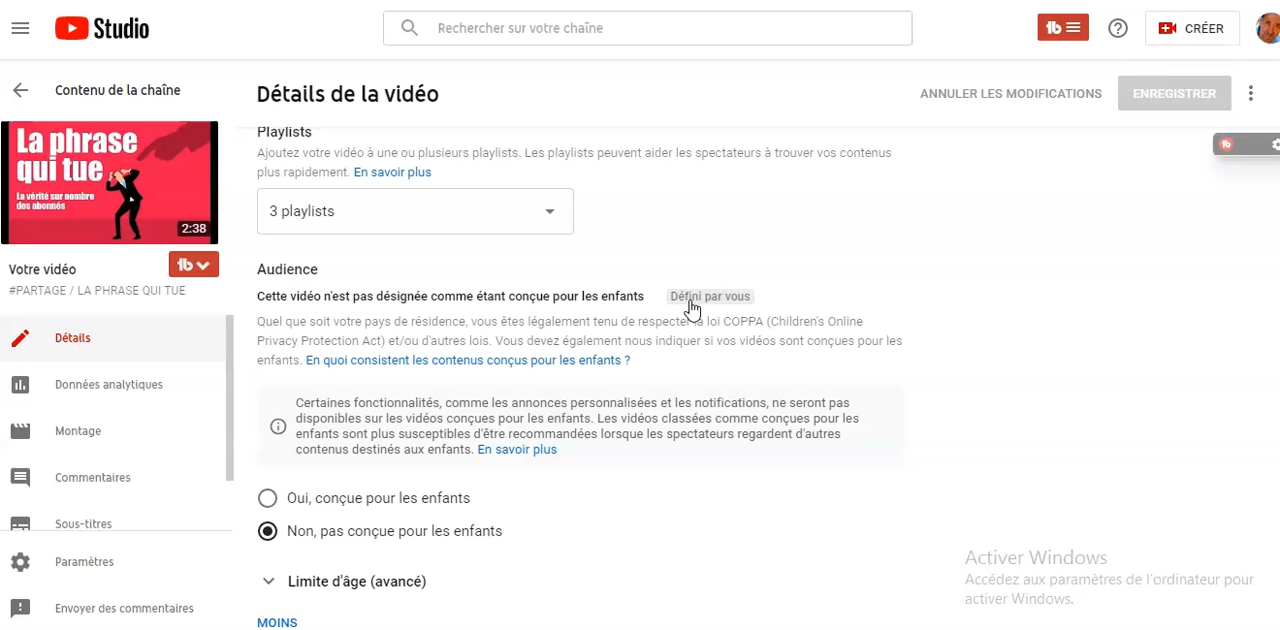 Studio
Rechercher sur votre chaîne
tb
CRÉER
Contenu de la chaîne
Détails de la vidéo
ANNULER LES MODIFICATIONS
ENREGISTRER
La phrase
qui tue
La vérité sur nombre
des abonnés
2:38
Votre vidéo
tb
#PARTAGE / LA PHRASE QUI TUE
Détails
Données analytiques
Montage
Commentaires
Sous-titres
Paramètres
Envoyer des commentaires
Playlists
Ajoutez votre vidéo à une ou plusieurs playlists. Les playlists peuvent aider les spectateurs à trouver vos contenus
plus rapidement. En savoir plus
3 playlists
Audience
Cette vidéo n'est pas désignée comme étant conçue pour les enfants Défini par vous
Quel que soit votre pays de résidence, vous êtes légalement tenu de respecter la loi COPPA (Children's Online
Privacy Protection Act) et/ou d'autres lois. Vous devez également nous indiquer si vos vidéos sont conçues pour les
enfants. En quoi consistent les contenus conçus pour les enfants ?
Certaines fonctionnalités, comme les annonces personnalisées et les notifications, ne seront pas
disponibles sur les vidéos conçues pour les enfants. Les vidéos classées comme conçues pour les
enfants sont plus susceptibles d'être recommandées lorsque les spectateurs regardent d'autres
contenus destinés aux enfants. En savoir plus
Oui, conçue pour les enfants
Non, pas conçue pour les enfants
Limite d'âge (avancé)
MOINS
tb
Activer Windows
Accédez aux paramètres de l'ordinateur pour
activer Windows.